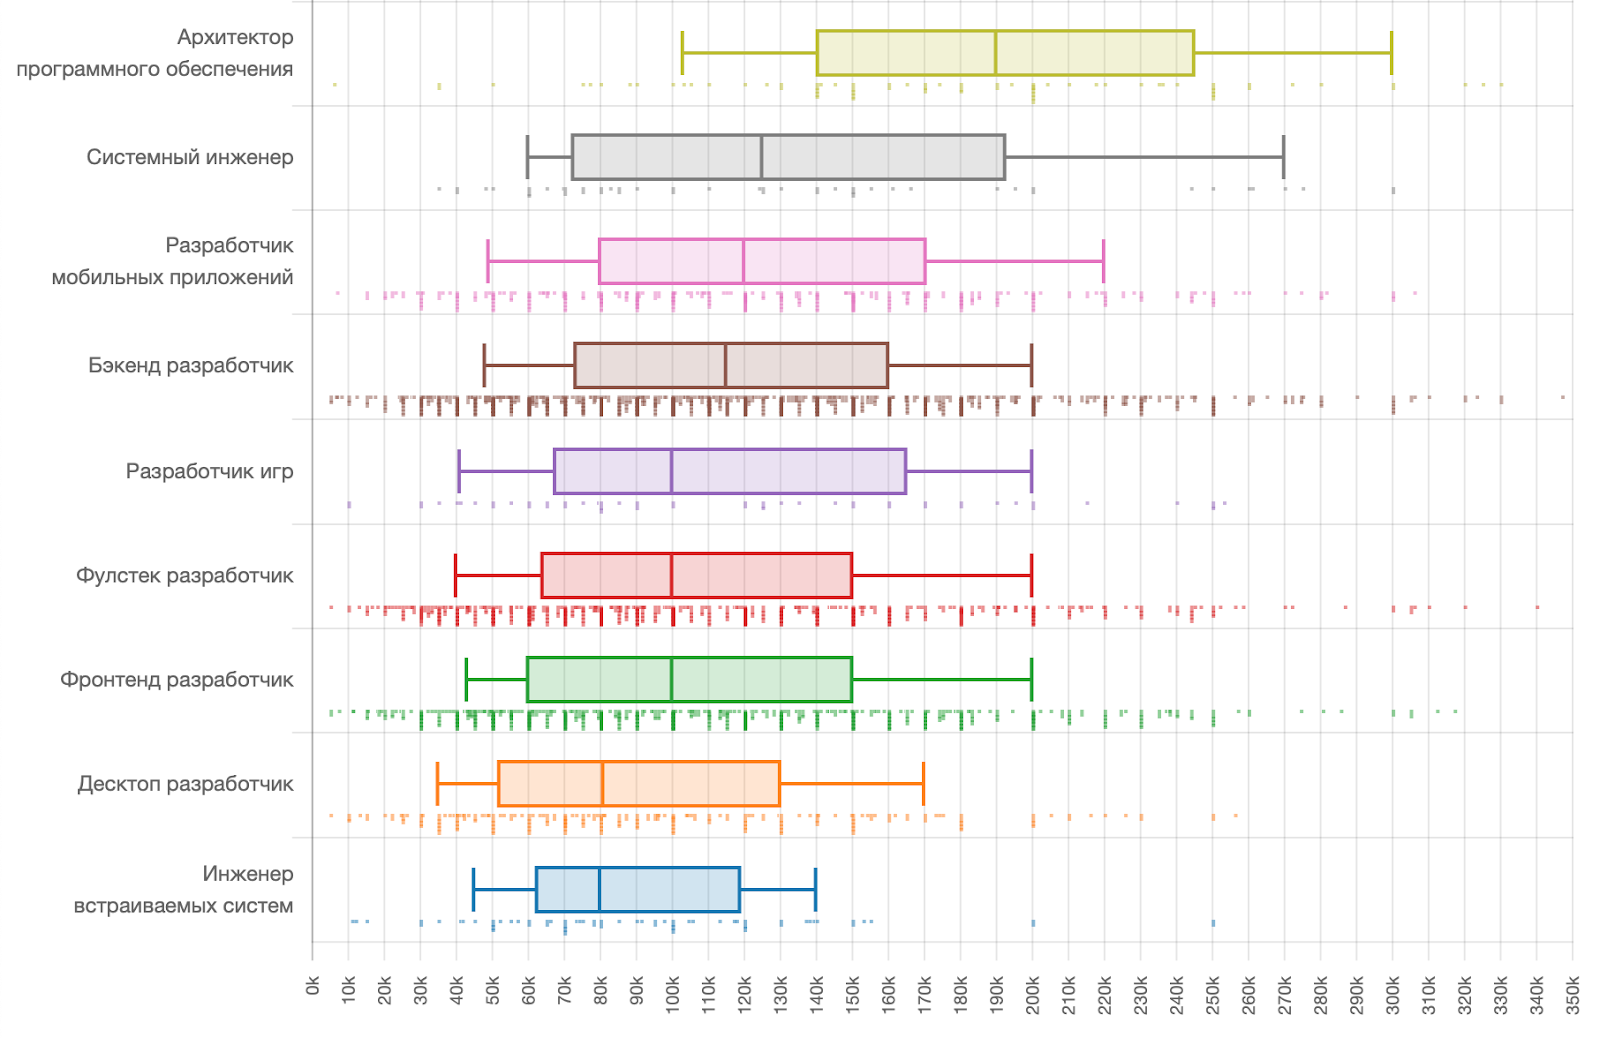 Архитектор
программного обеспечения
Системный инженер
Разработчик
мобильных приложений
Бэкенд разработчик
Разработчик игр
Фулстек разработчик
Фронтенд разработчик
Десктоп разработчик
Инженер
встраиваемых систем
0k
10k
20k
30k
40k
50k
60k
70k
80k
90k
100k
110k
120k
130k
140k
150k
160k
170k
180k
190k
200k
210k
220k
230k
240k
250k
260k
270k
280k
290k
300k
310k
320k
330k
340k
350k